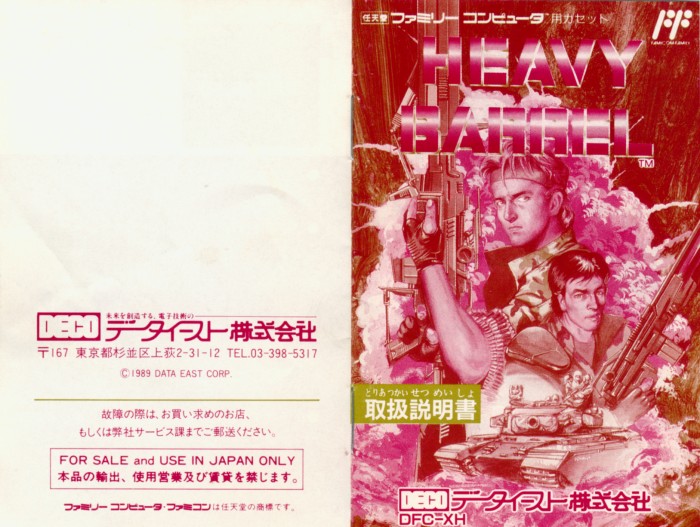 未来を創造する、電子技術の
DECO データイースト株式会社
〒167 東京都杉並区上荻2-31-12 TEL.03-398-5317
©1989 DATA EAST CORP.
故障の際は、お買い求めのお店、
もしくは弊社サービス課までご郵送ください。
FOR SALE and USE IN JAPAN ONLY
本品の輸出、使用営業及び賃貸を禁じます。
ファミリー コンピュータ・ファミコンは任天堂の商標です。
任天堂 ファミリー コンピュータ 用カセット
FF
FAMICOM FAMILY
HEAVY
BARREL
TM
とりあつかい せつ めい しょ
取扱説明書
DECO データイースト株式会社
DFC-XH